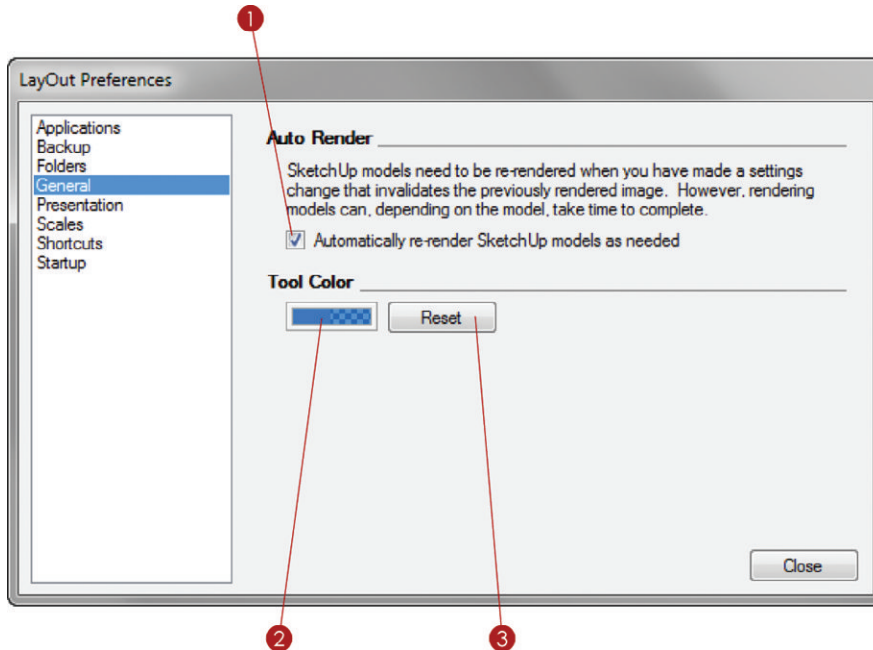 1
LayOut Preferences
Applications
Backup
Folders
General
Presentation
Scales
Shortcuts
Startup
Auto Render
SketchUp models need to be re-rendered when you have made a settings
change that invalidates the previously rendered image. However, rendering
models can, depending on the model, take time to complete.
Automatically re-render SketchUp models as needed
Tool Color
Reset
Close
2
3